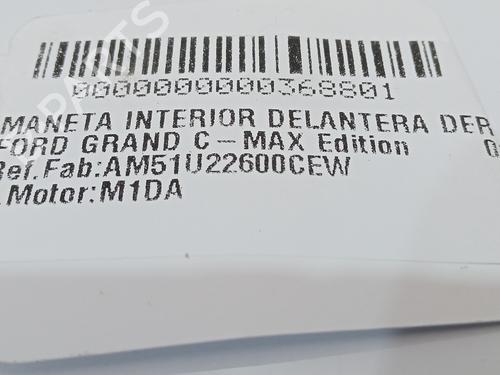 0000000000368801
MANETA INTERIOR DELANTERA DER
FORD GRAND C-MAX Edition
Ref.Fab:AM51U22600CEW
.Motor:M1DA